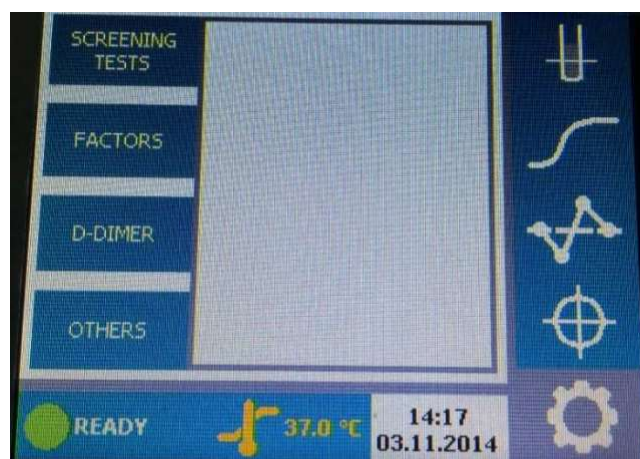 SCREENING
TESTS
FACTORS
D-DIMER
OTHERS
READY
37.0 °C
14:17
03.11.2014